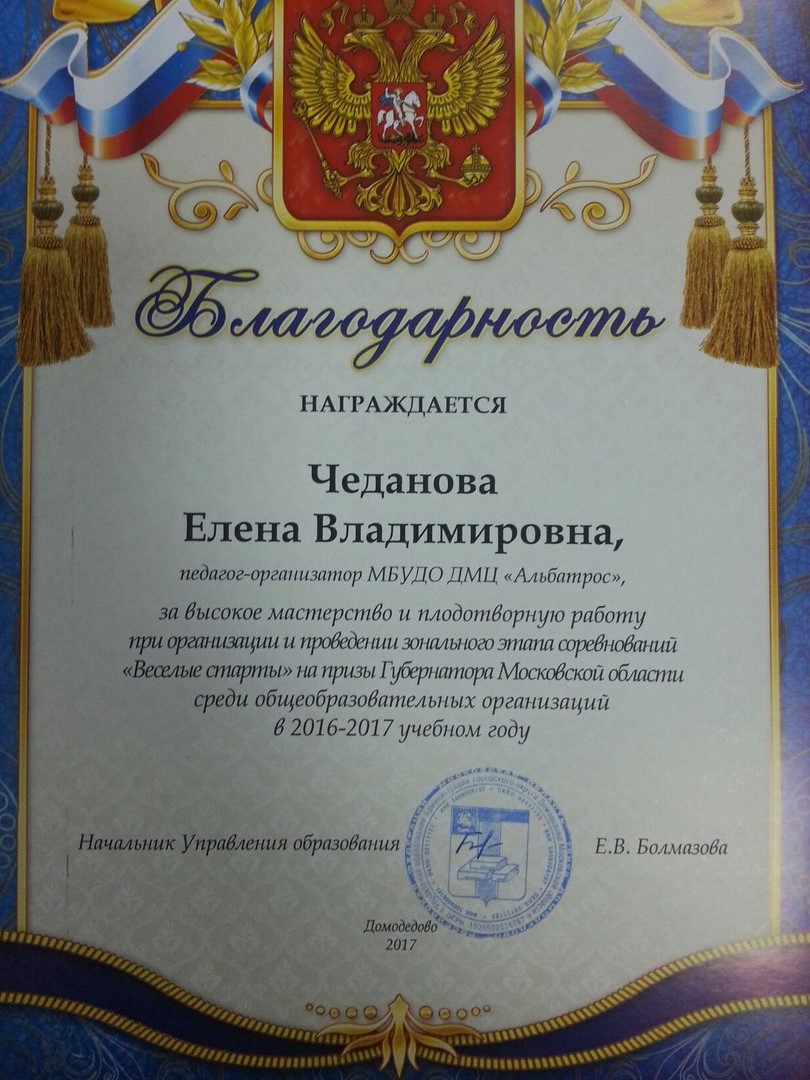 Благодарность
НАГРАЖДАЕТСЯ
Чеданова
Елена Владимировна,
педагог-организатор МБУДО ДМЦ «Альбатрос»,
за высокое мастерство и плодотворную работу
при организации и проведении зонального этапа соревнований
«Веселые старты» на призы Губернатора Московской области
среди общеобразовательных организаций
в 2016-2017 учебном году
Начальник Управления образования
Е.В. Болмазова
Домодедово
2017